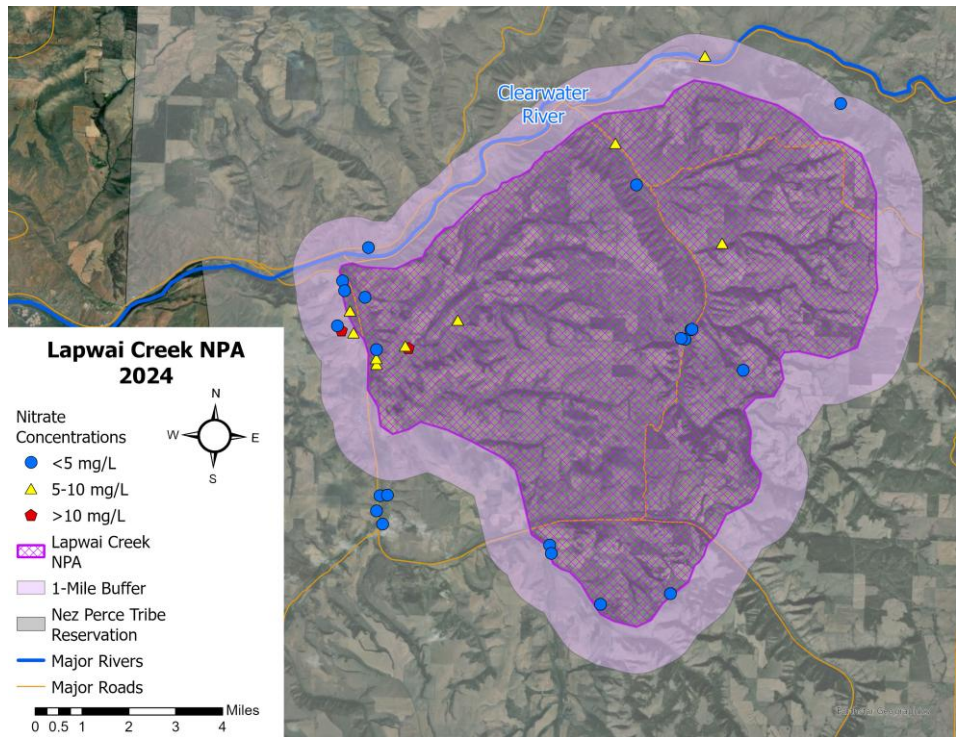 Clearwater
River
Lapwai Creek NPA
2024
N
W
E
S
Nitrate
Concentrations
<5 mg/L
5-10 mg/L
>10 mg/L
Lapwai Creek
NPA
1-Mile Buffer
Nez Perce Tribe
Reservation
Major Rivers
Major Roads
Miles
0 0.5 1 2 3 4